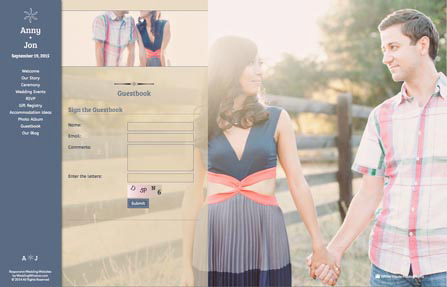 Anny
+
Jon
September 19, 2015
Welcome
Our Story
Ceremony
Wedding Events
RSVP
Gift Registry
Accommodation Ideas
Photo Album
Guestbook
Our Blog
A J
Responsive Wedding Websites
by WeddingWindow.com
© 2014 All Rights Reserved
Guestbook
Sign the Guestbook
Name:
Email:
Comments:
Enter the letters:
D JP N 6
Submit